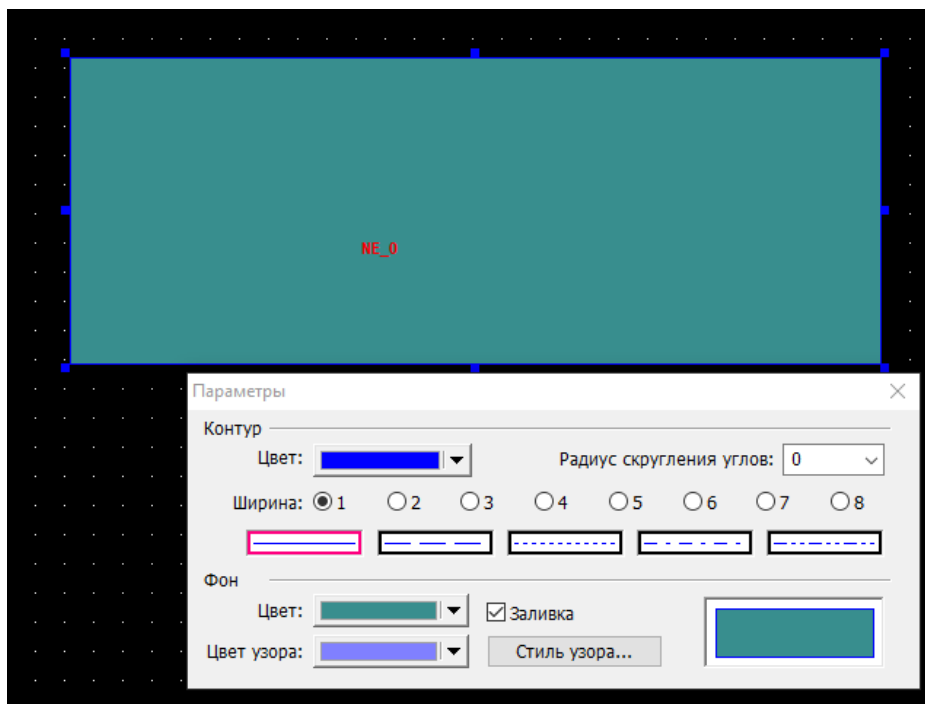 NE_0
Параметры
Контур
Цвет: Радиус скругления углов: 0
Ширина: 1 2 3 4 5 6 7 8
Фон
Цвет: Заливка
Цвет узора: Стиль узора...